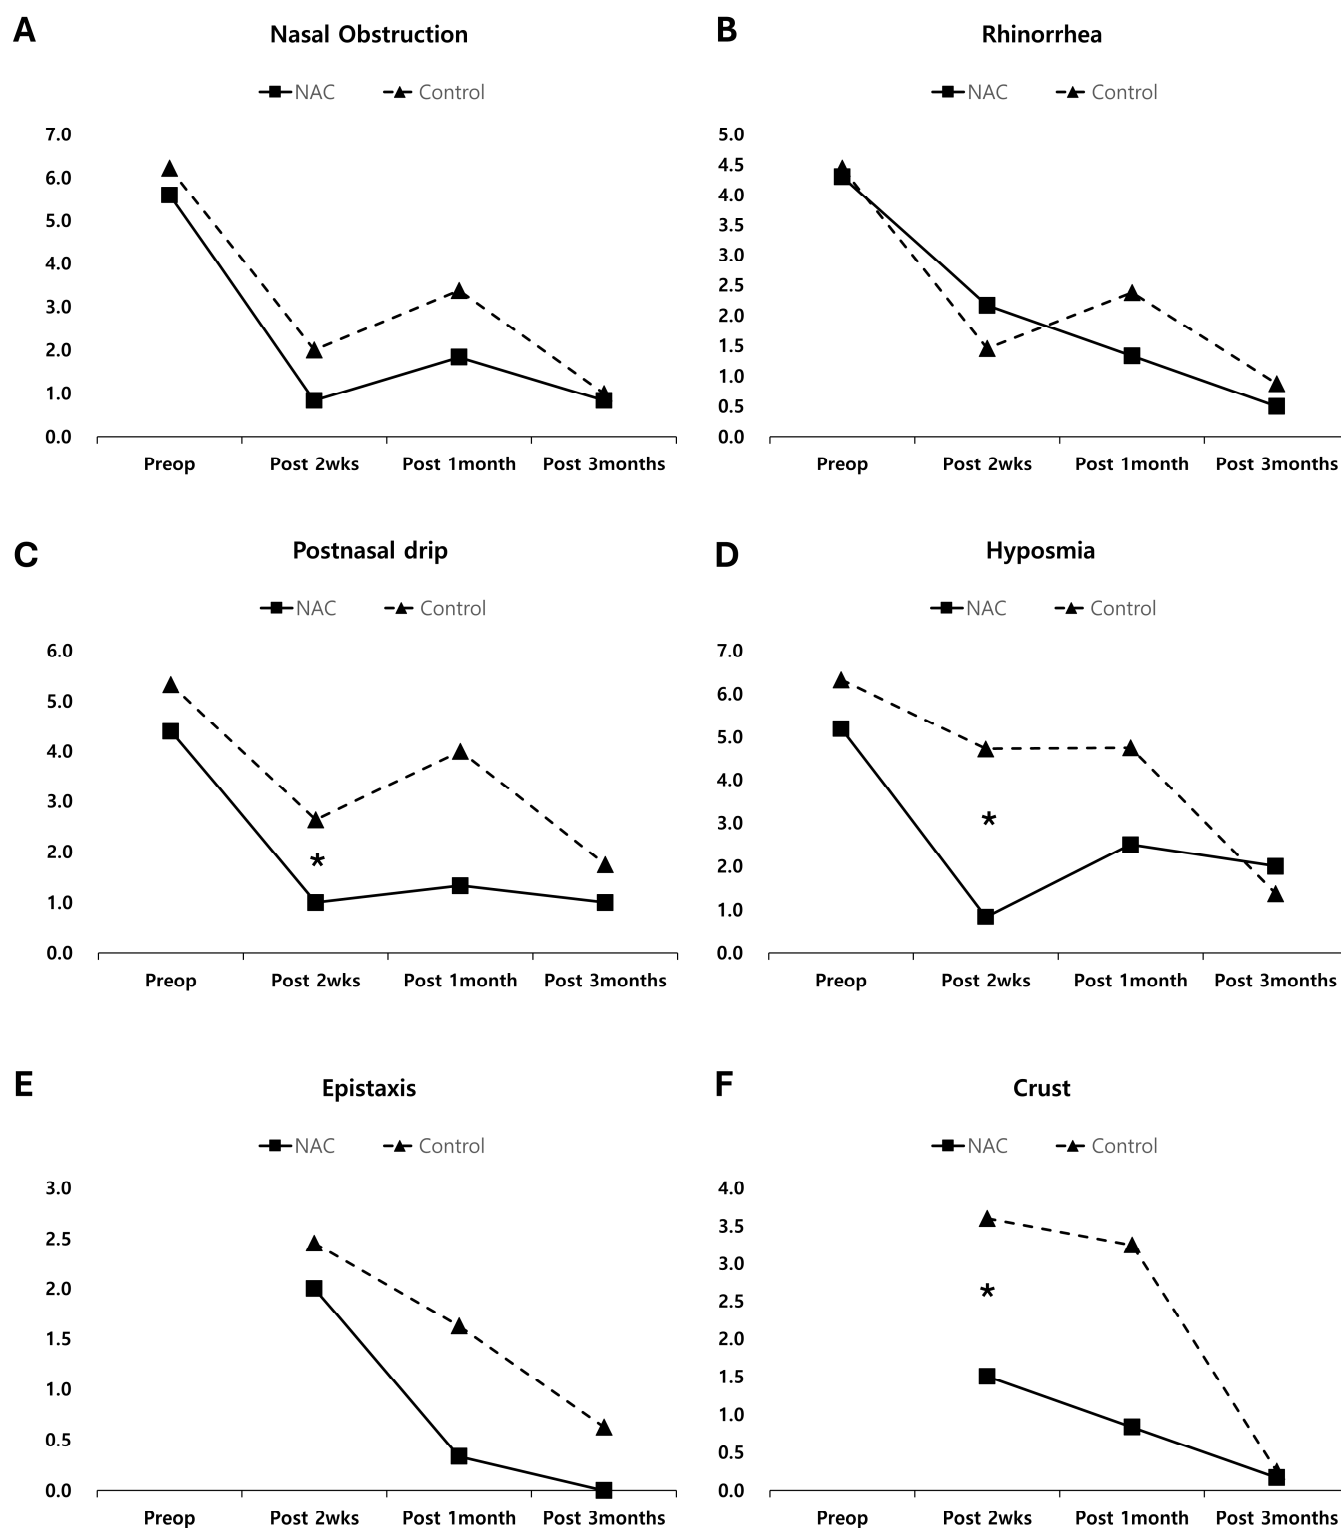 A
Nasal Obstruction
NAC Control
7.0
6.0
5.0
4.0
3.0
2.0
1.0
0.0
Preop Post 2wks Post 1month Post 3months
B
Rhinorrhea
NAC Control
5.0
4.5
4.0
3.5
3.0
2.5
2.0
1.5
1.0
0.5
0.0
Preop Post 2wks Post 1month Post 3months
C
Postnasal drip
NAC Control
6.0
5.0
4.0
3.0
2.0
1.0
0.0
*
Preop Post 2wks Post 1month Post 3months
D
Hyposmia
NAC Control
7.0
6.0
5.0
4.0
3.0
2.0
1.0
0.0
*
Preop Post 2wks Post 1month Post 3months
E
Epistaxis
NAC Control
3.0
2.5
2.0
1.5
1.0
0.5
0.0
Preop Post 2wks Post 1month Post 3months
F
Crust
NAC Control
4.0
3.5
3.0
2.5
2.0
1.5
1.0
0.5
0.0
*
Preop Post 2wks Post 1month Post 3months